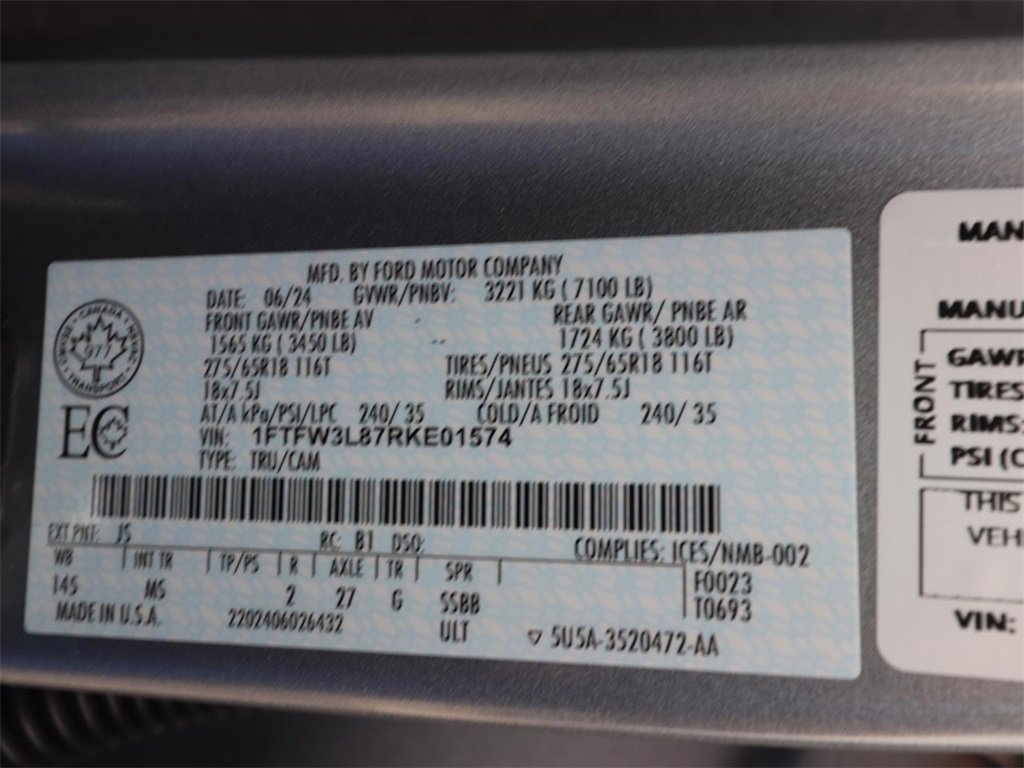 MFD. BY FORD MOTOR COMPANY
DATE: 06/24 GVWR/PNBV: 3221 KG ( 7100 LB)
FRONT GAWR/PNBE AV REAR GAWR/ PNBE AR
1565 KG ( 3450 LB) 1724 KG ( 3800 LB)
275/65R18 116T TIRES/PNEUS 275/65R18 116T
18x7.5J RIMS/JANTES 18x7.5J
AT/A kPa/PSI/LPC 240/ 35 COLD/A FROID 240/ 35
VIN: 1FTFW3L87RKE01574
TYPE: TRU/CAM
CANADA
TRANSPORT
977
EC
EXT PNT: JS RC: B1 DSO:
COMPLIES: ICES/NMB-002
WB INT TR TP/PS R AXLE TR SPR
F0023
145 MS 2 27 G SSBB
T0693
MADE IN U.S.A. 2202406026432 ULT 5U5A-3520472-AA
MAN
MANU
FRONT
GAWR
TIRES
RIMS:
PSI (C
THIS
VEH
VIN: